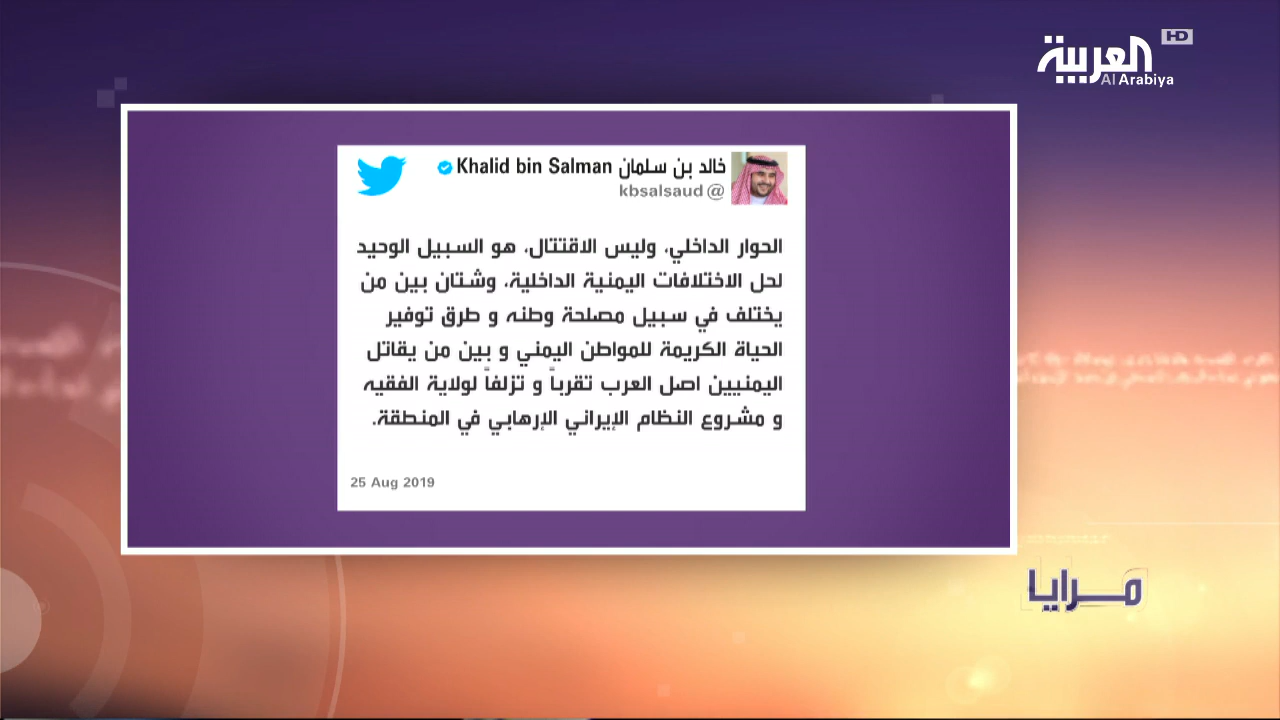 HD
العربية
Al Arabiya
خالد بن سلمان Khalid bin Salman
@kbsalsaud
الحوار الداخلي، وليس الاقتتال، هو السبيل الوحيد
لحل الاختلافات اليمنية الداخلية، وشتان بين من
يختلف في سبيل مصلحة وطنه و طرق توفير
الحياة الكريمة للمواطن اليمني و بين من يقاتل
اليمنيين اصل العرب تقرباً و تزلفاً لولاية الفقيه
و مشروع النظام الإيراني الإرهابي في المنطقة.
25 Aug 2019
مرايا